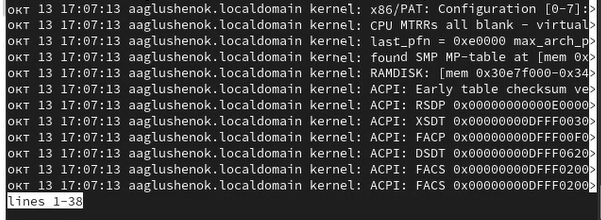 окт 13 17:07:13 aaglushenok.localdomain kernel: x86/PAT: Configuration [0-7]:>
окт 13 17:07:13 aaglushenok.localdomain kernel: CPU MTRRs all blank - virtual>
окт 13 17:07:13 aaglushenok.localdomain kernel: last_pfn = 0xe0000 max_arch_p>
окт 13 17:07:13 aaglushenok.localdomain kernel: found SMP MP-table at [mem 0x>
окт 13 17:07:13 aaglushenok.localdomain kernel: RAMDISK: [mem 0x30e7f000-0x34>
окт 13 17:07:13 aaglushenok.localdomain kernel: ACPI: Early table checksum ve>
окт 13 17:07:13 aaglushenok.localdomain kernel: ACPI: RSDP 0x00000000000E0000>
окт 13 17:07:13 aaglushenok.localdomain kernel: ACPI: XSDT 0x00000000DFFF0030>
окт 13 17:07:13 aaglushenok.localdomain kernel: ACPI: FACP 0x00000000DFFF00F0>
окт 13 17:07:13 aaglushenok.localdomain kernel: ACPI: DSDT 0x00000000DFFF0620>
окт 13 17:07:13 aaglushenok.localdomain kernel: ACPI: FACS 0x00000000DFFF0200>
окт 13 17:07:13 aaglushenok.localdomain kernel: ACPI: FACS 0x00000000DFFF0200>
lines 1-38